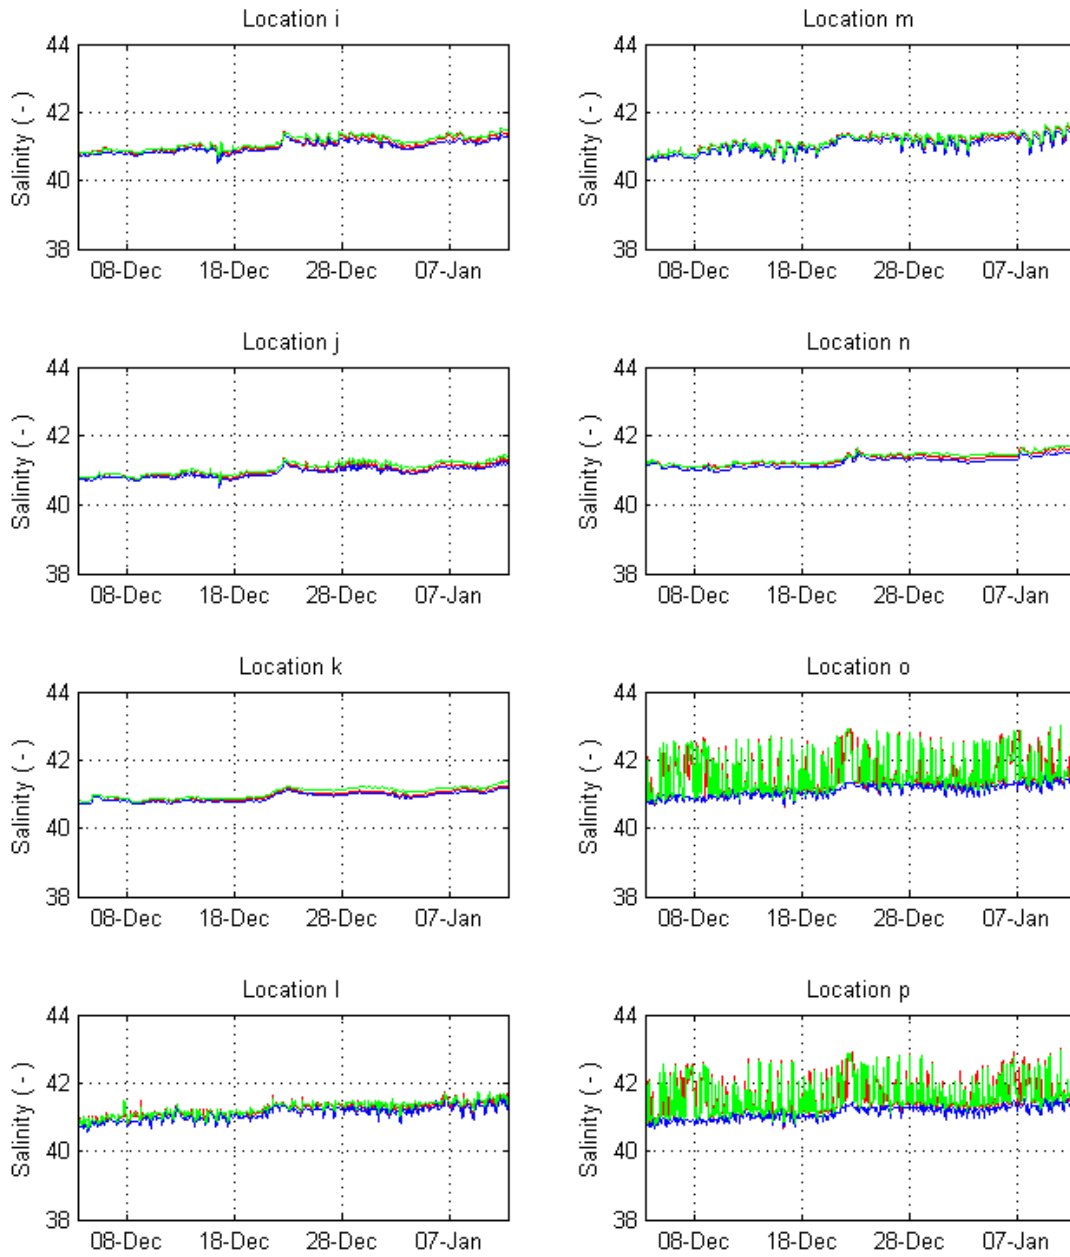 Location i
44
42
40
38
Salinity ( - )
08-Dec 18-Dec 28-Dec 07-Jan
Location m
44
42
40
38
Salinity ( - )
08-Dec 18-Dec 28-Dec 07-Jan
Location j
44
42
40
38
Salinity ( - )
08-Dec 18-Dec 28-Dec 07-Jan
Location n
44
42
40
38
Salinity ( - )
08-Dec 18-Dec 28-Dec 07-Jan
Location k
44
42
40
38
Salinity ( - )
08-Dec 18-Dec 28-Dec 07-Jan
Location o
44
42
40
38
Salinity ( - )
08-Dec 18-Dec 28-Dec 07-Jan
Location l
44
42
40
38
Salinity ( - )
08-Dec 18-Dec 28-Dec 07-Jan
Location p
44
42
40
38
Salinity ( - )
08-Dec 18-Dec 28-Dec 07-Jan